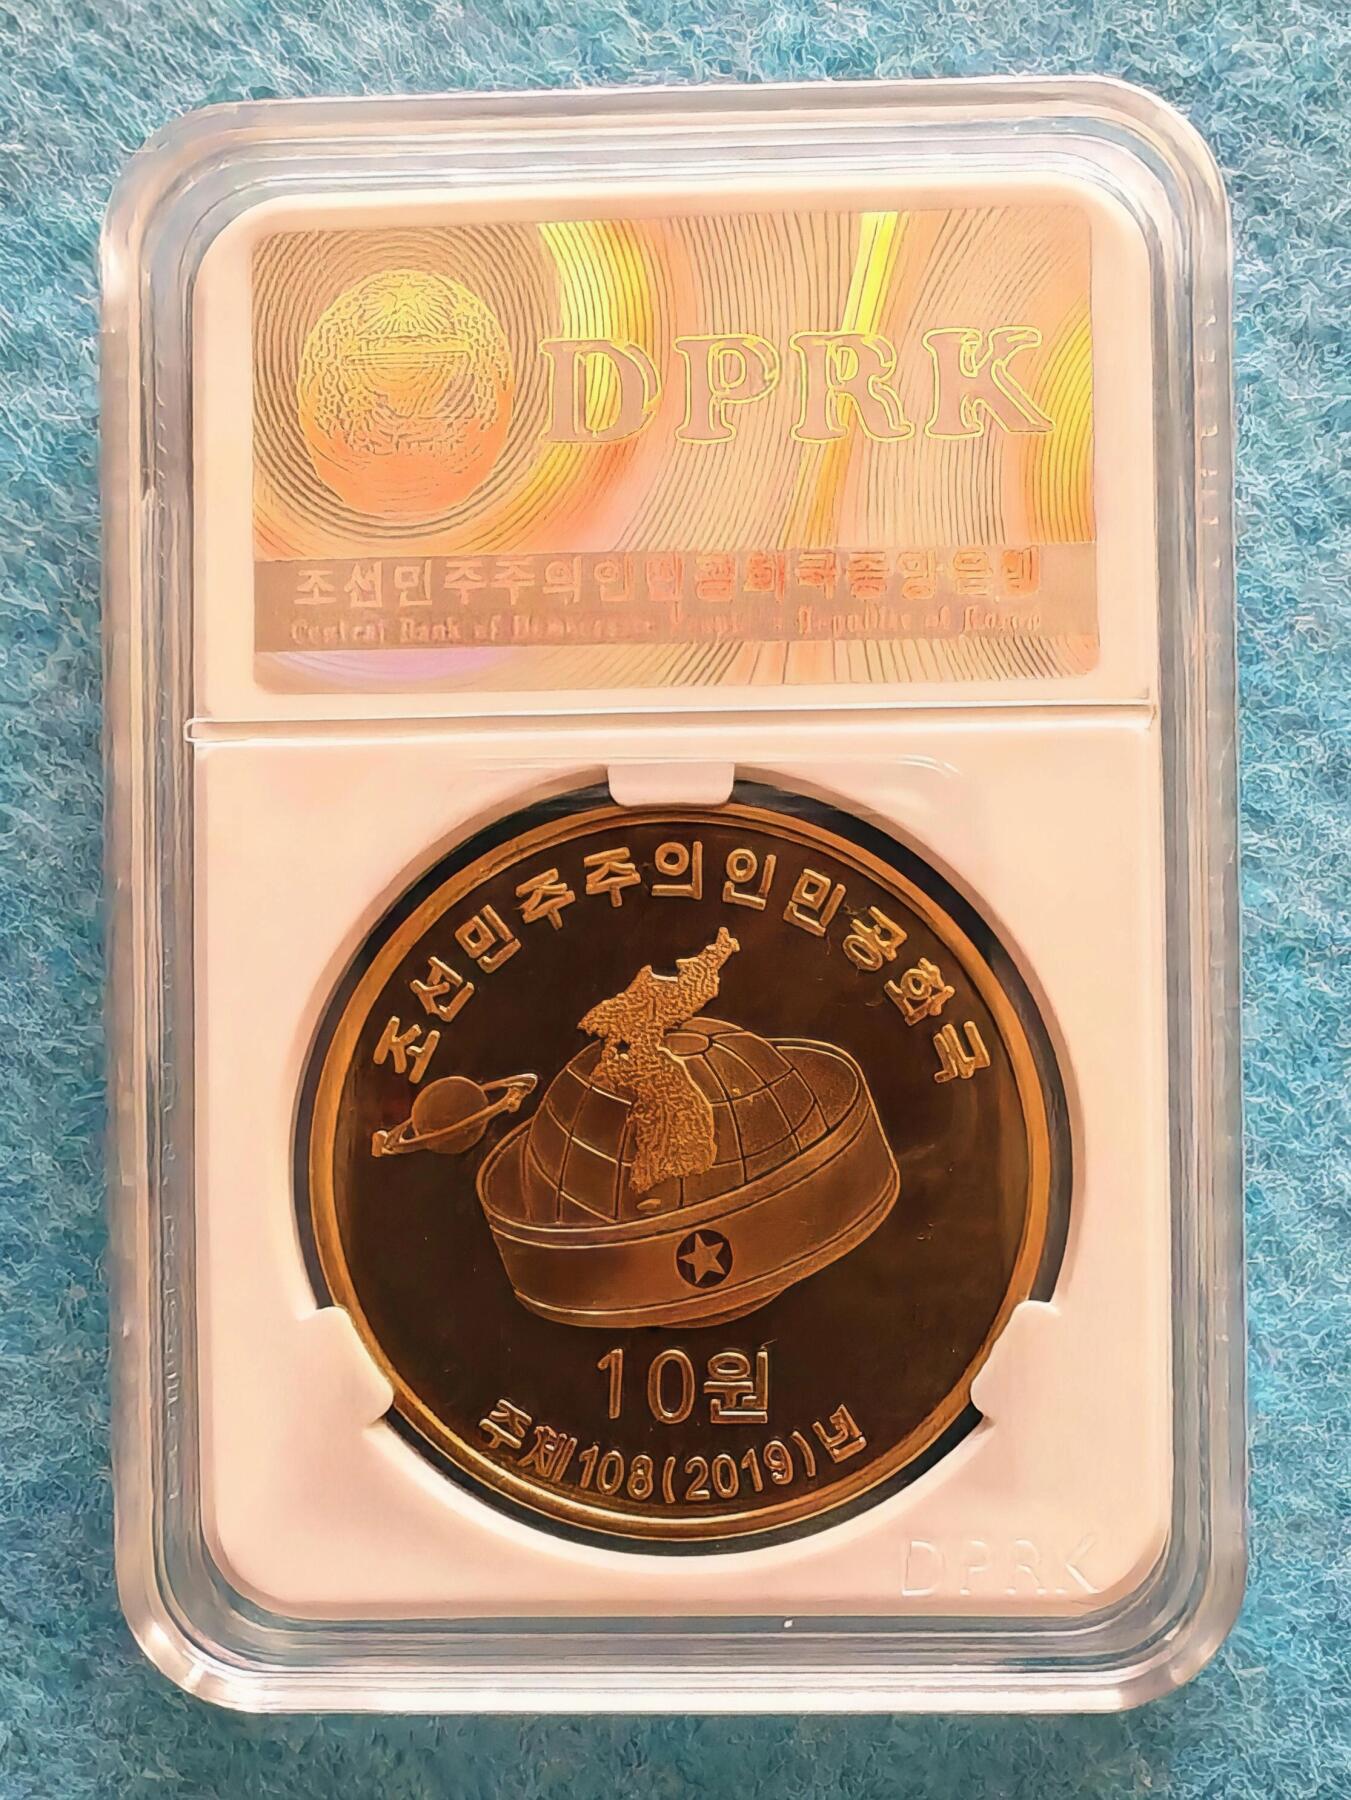 DPRK
조선민주주의인민공화국중앙은행
Central Bank of Democratic People's Republic of Korea
조선민주주의인민공화국
10원
주체108(2019)년
DPRK